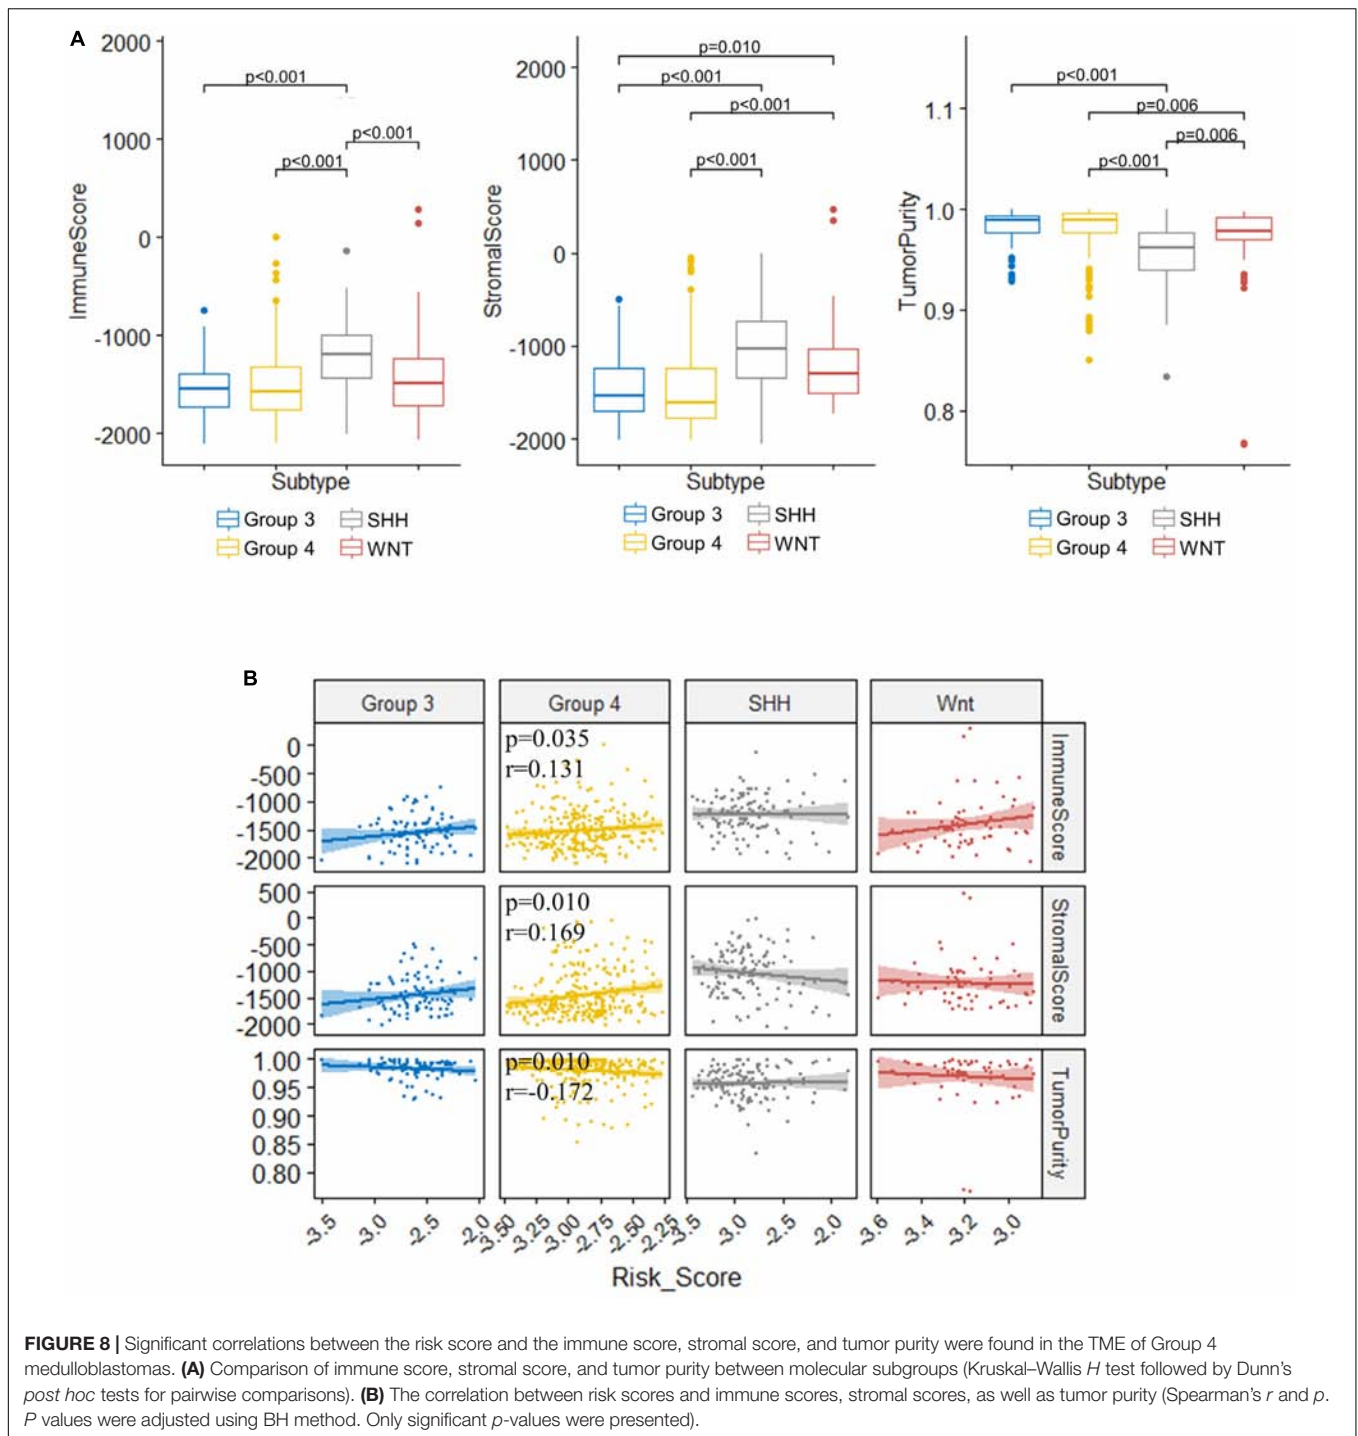 A
2000
1000
0
-1000
-2000
ImmuneScore
p<0.001
p<0.001
p<0.001
Subtype
Group 3
SHH
Group 4
WNT
2000
1000
0
-1000
-2000
StromalScore
p=0.010
p<0.001
p<0.001
p<0.001
Subtype
Group 3
SHH
Group 4
WNT
1.1
1.0
0.9
0.8
TumorPurity
p<0.001
p=0.006
p=0.006
p<0.001
Subtype
Group 3
SHH
Group 4
WNT
B
Group 3
Group 4
SHH
Wnt
0
-500
-1000
-1500
-2000
p=0.035
r=0.131
ImmuneScore
500
0
-500
-1000
-1500
-2000
p=0.010
r=0.169
StromalScore
1.00
0.95
0.90
0.85
0.80
p=0.010
r=-0.172
TumorPurity
-3.5 -3.0 -2.5 -2.0
-3.50 -3.25 -3.00 -2.75 -2.50 -2.25
-3.5 -3.0 -2.5 -2.0
-3.6 -3.4 -3.2 -3.0
Risk_Score
FIGURE 8 | Significant correlations between the risk score and the immune score, stromal score, and tumor purity were found in the TME of Group 4
medulloblastomas. (A) Comparison of immune score, stromal score, and tumor purity between molecular subgroups (Kruskal–Wallis H test followed by Dunn's
post hoc tests for pairwise comparisons). (B) The correlation between risk scores and immune scores, stromal scores, as well as tumor purity (Spearman's r and p.
P values were adjusted using BH method. Only significant p-values were presented).